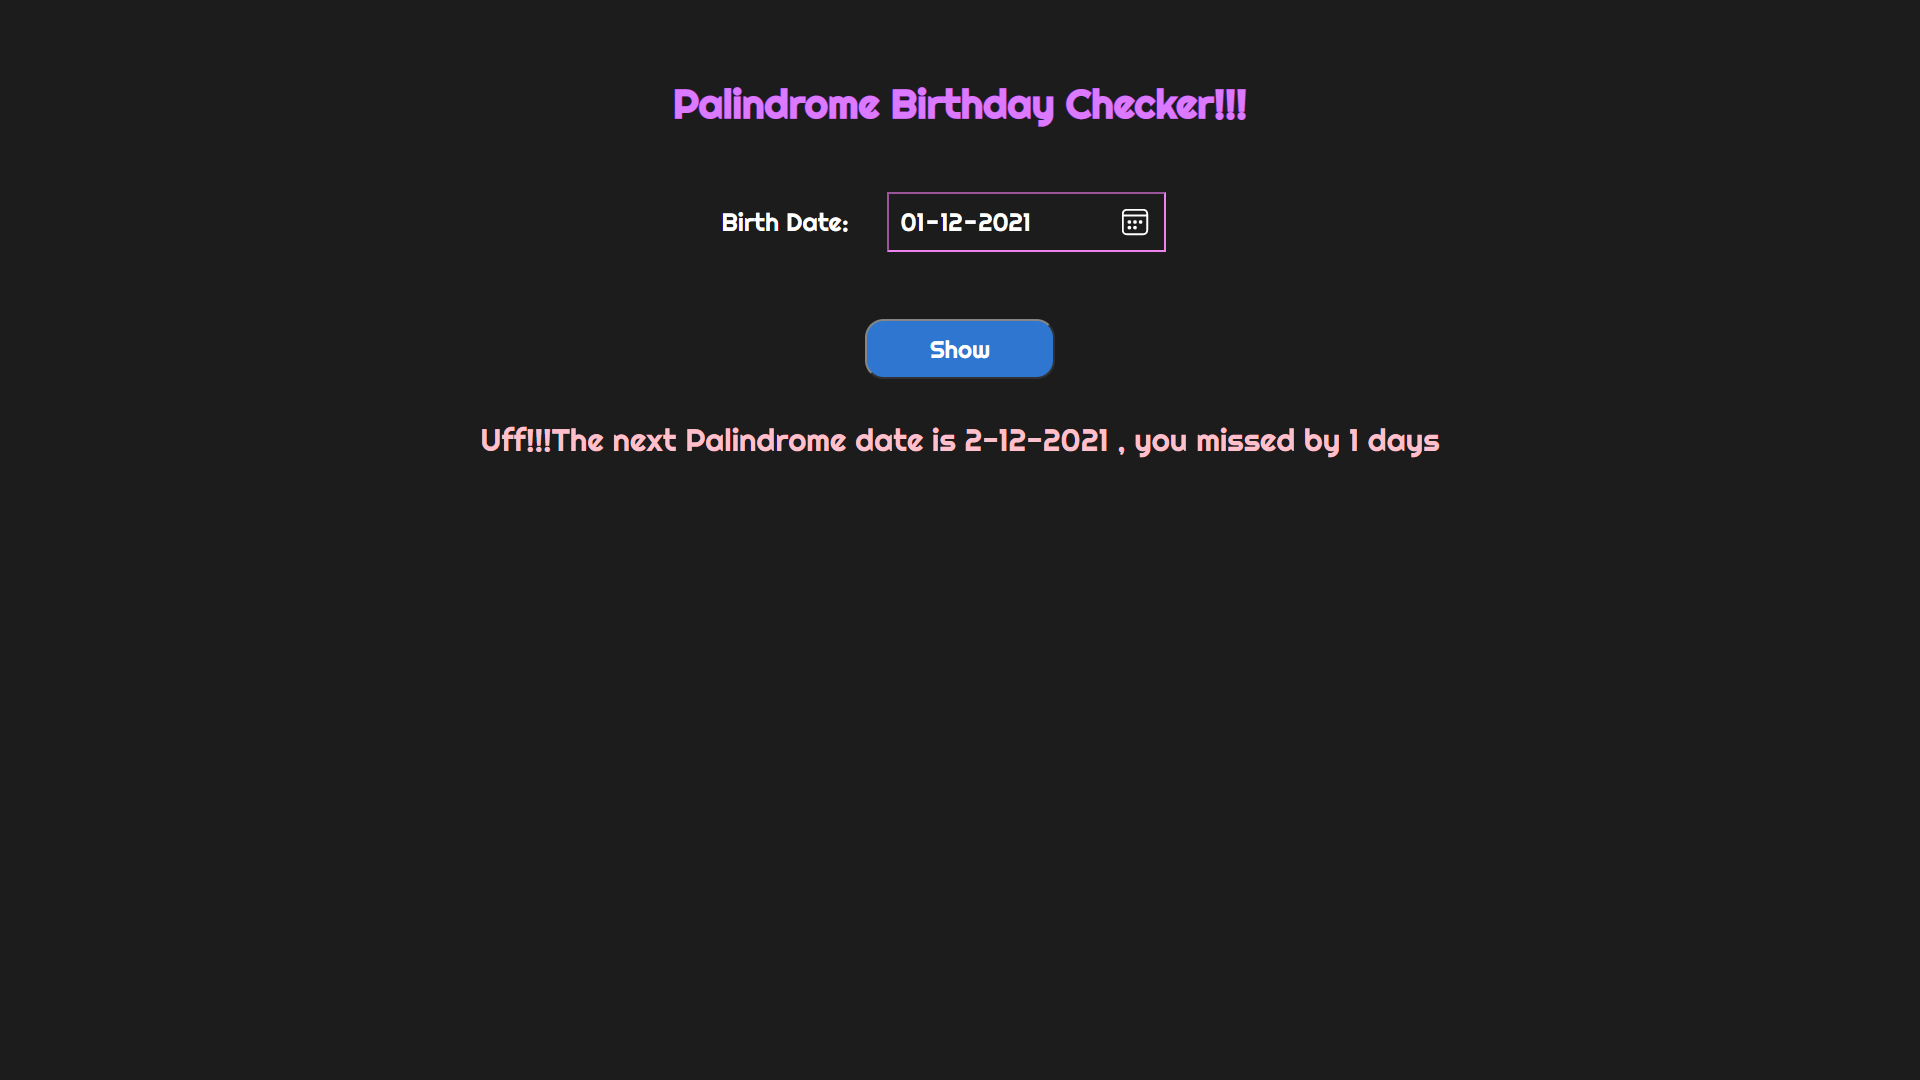 Palindrome Birthday Checker!!!
Birth Date: 01-12-2021
Show
Uff!!!The next Palindrome date is 2-12-2021 , you missed by 1 days